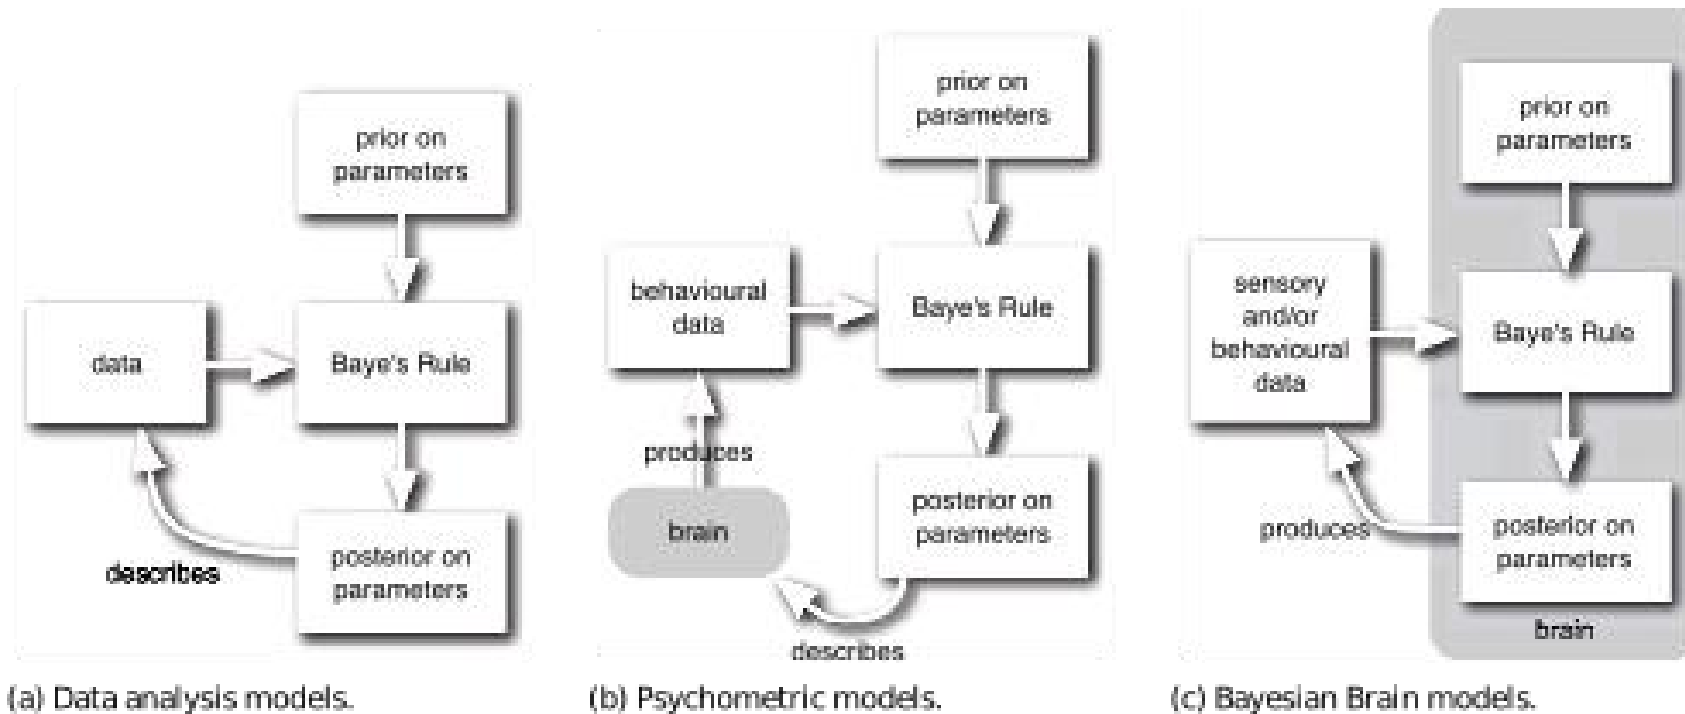 prior on
parameters
data
Baye's Rule
describes
posterior on
parameters
(a) Data analysis models.
prior on
parameters
behavioural
data
Baye's Rule
produces
brain
posterior on
parameters
describes
(b) Psychometric models.
prior on
parameters
sensory
and/or
behavioural
data
Baye's Rule
produces
posterior on
parameters
brain
(c) Bayesian Brain models.